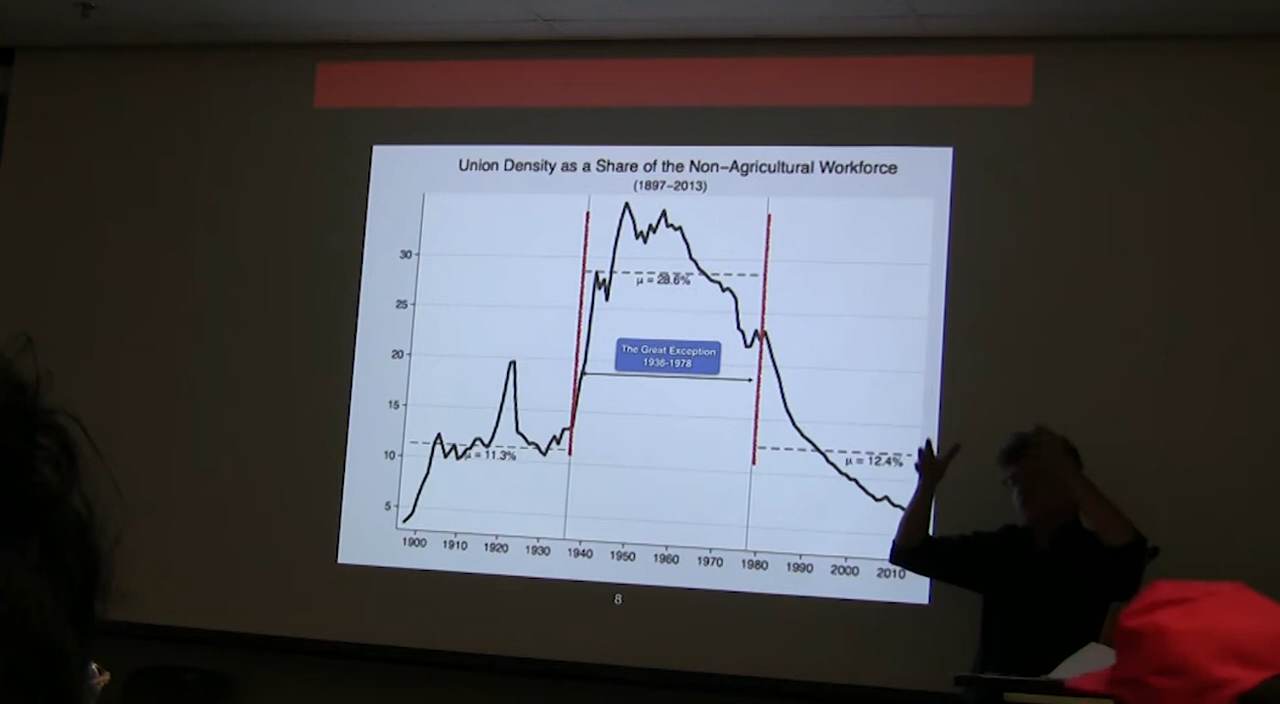 Union Density as a Share of the Non–Agricultural Workforce
(1897–2013)
30
25
20
15
10
5
μ = 28.6%
The Great Exception
1936-1978
μ = 11.3%
μ = 12.4%
1900 1910 1920 1930 1940 1950 1960 1970 1980 1990 2000 2010
8